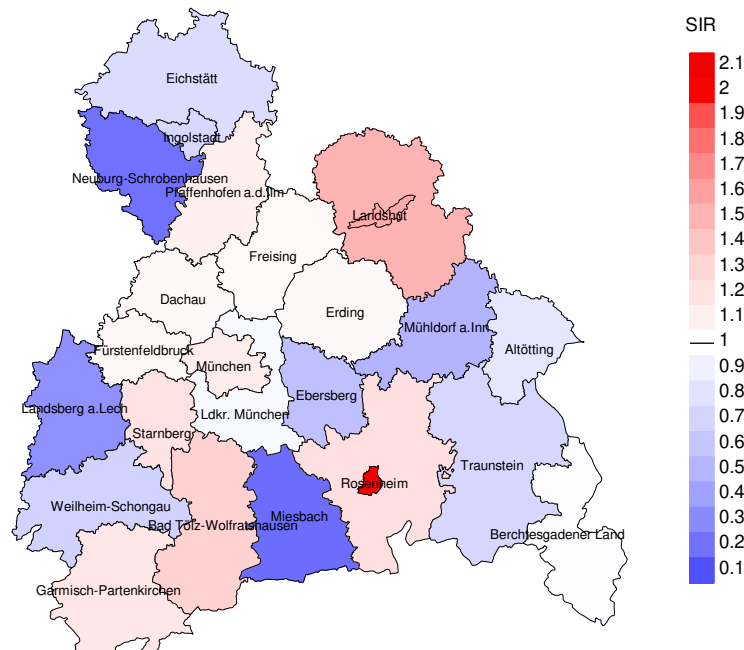 SIR
Eichstätt
Ingolstadt
Neuburg-Schrobenhausen
Pfaffenhofen a.d.Ilm
Landshut
Freising
Dachau
Erding
Mühldorf a.Inn
Fürstenfeldbruck
München
Altötting
Ebersberg
Landsberg a.Lech
Ldkr. München
Starnberg
Traunstein
Rosenheim
Weilheim-Schongau
Miesbach
Bad Tölz-Wolfratshausen
Berchtesgadener Land
Garmisch-Partenkirchen
2.1
2
1.9
1.8
1.7
1.6
1.5
1.4
1.3
1.2
1.1
1
0.9
0.8
0.7
0.6
0.5
0.4
0.3
0.2
0.1